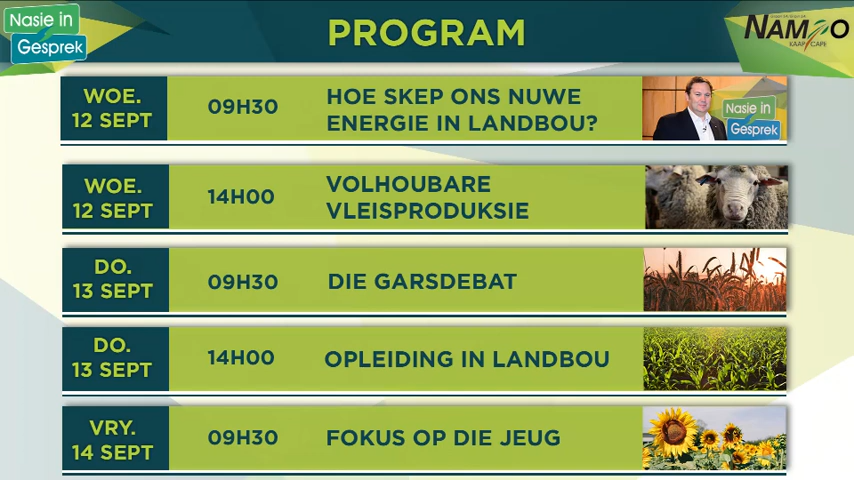 Nasie in
Gesprek
PROGRAM
NAMPO
KAAP/CAPE
WOE.
12 SEPT
09H30
HOE SKEP ONS NUWE
ENERGIE IN LANDBOU?
Nasie in
Gesprek
WOE.
12 SEPT
14H00
VOLHOUBARE
VLEISPRODUKSIE
DO.
13 SEPT
09H30
DIE GARSDEBAT
DO.
13 SEPT
14H00
OPLEIDING IN LANDBOU
VRY.
14 SEPT
09H30
FOKUS OP DIE JEUG